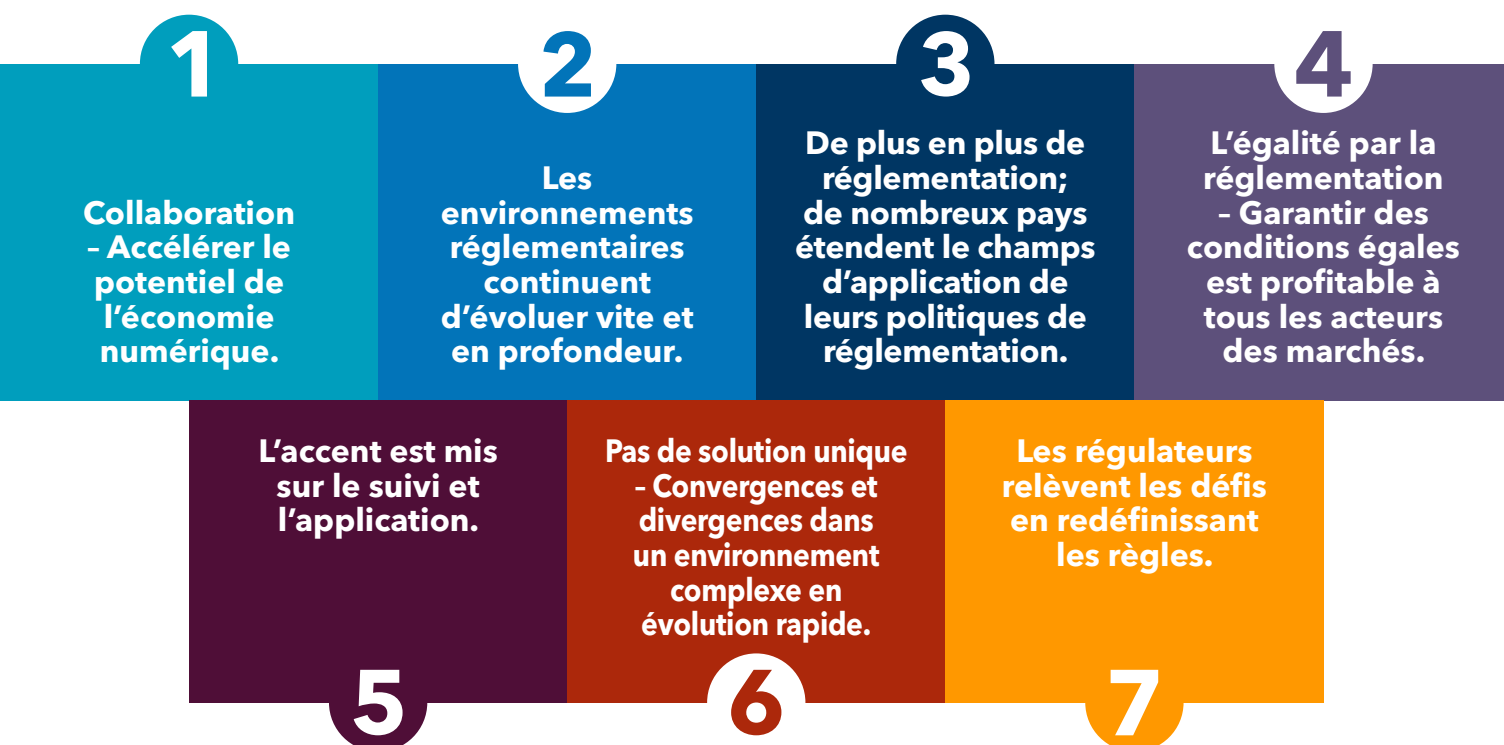 1
Collaboration
– Accélérer le
potentiel de
l’économie
numérique.
2
Les
environnements
réglementaires
continuent
d’évoluer vite et
en profondeur.
3
De plus en plus de
réglementation;
de nombreux pays
étendent le champs
d’application de
leurs politiques de
réglementation.
4
L’égalité par la
réglementation
– Garantir des
conditions égales
est profitable à
tous les acteurs
des marchés.
L’accent est mis
sur le suivi et
l’application.
5
Pas de solution unique
– Convergences et
divergences dans
un environnement
complexe en
évolution rapide.
6
Les régulateurs
relèvent les défis
en redéfinissant
les règles.
7